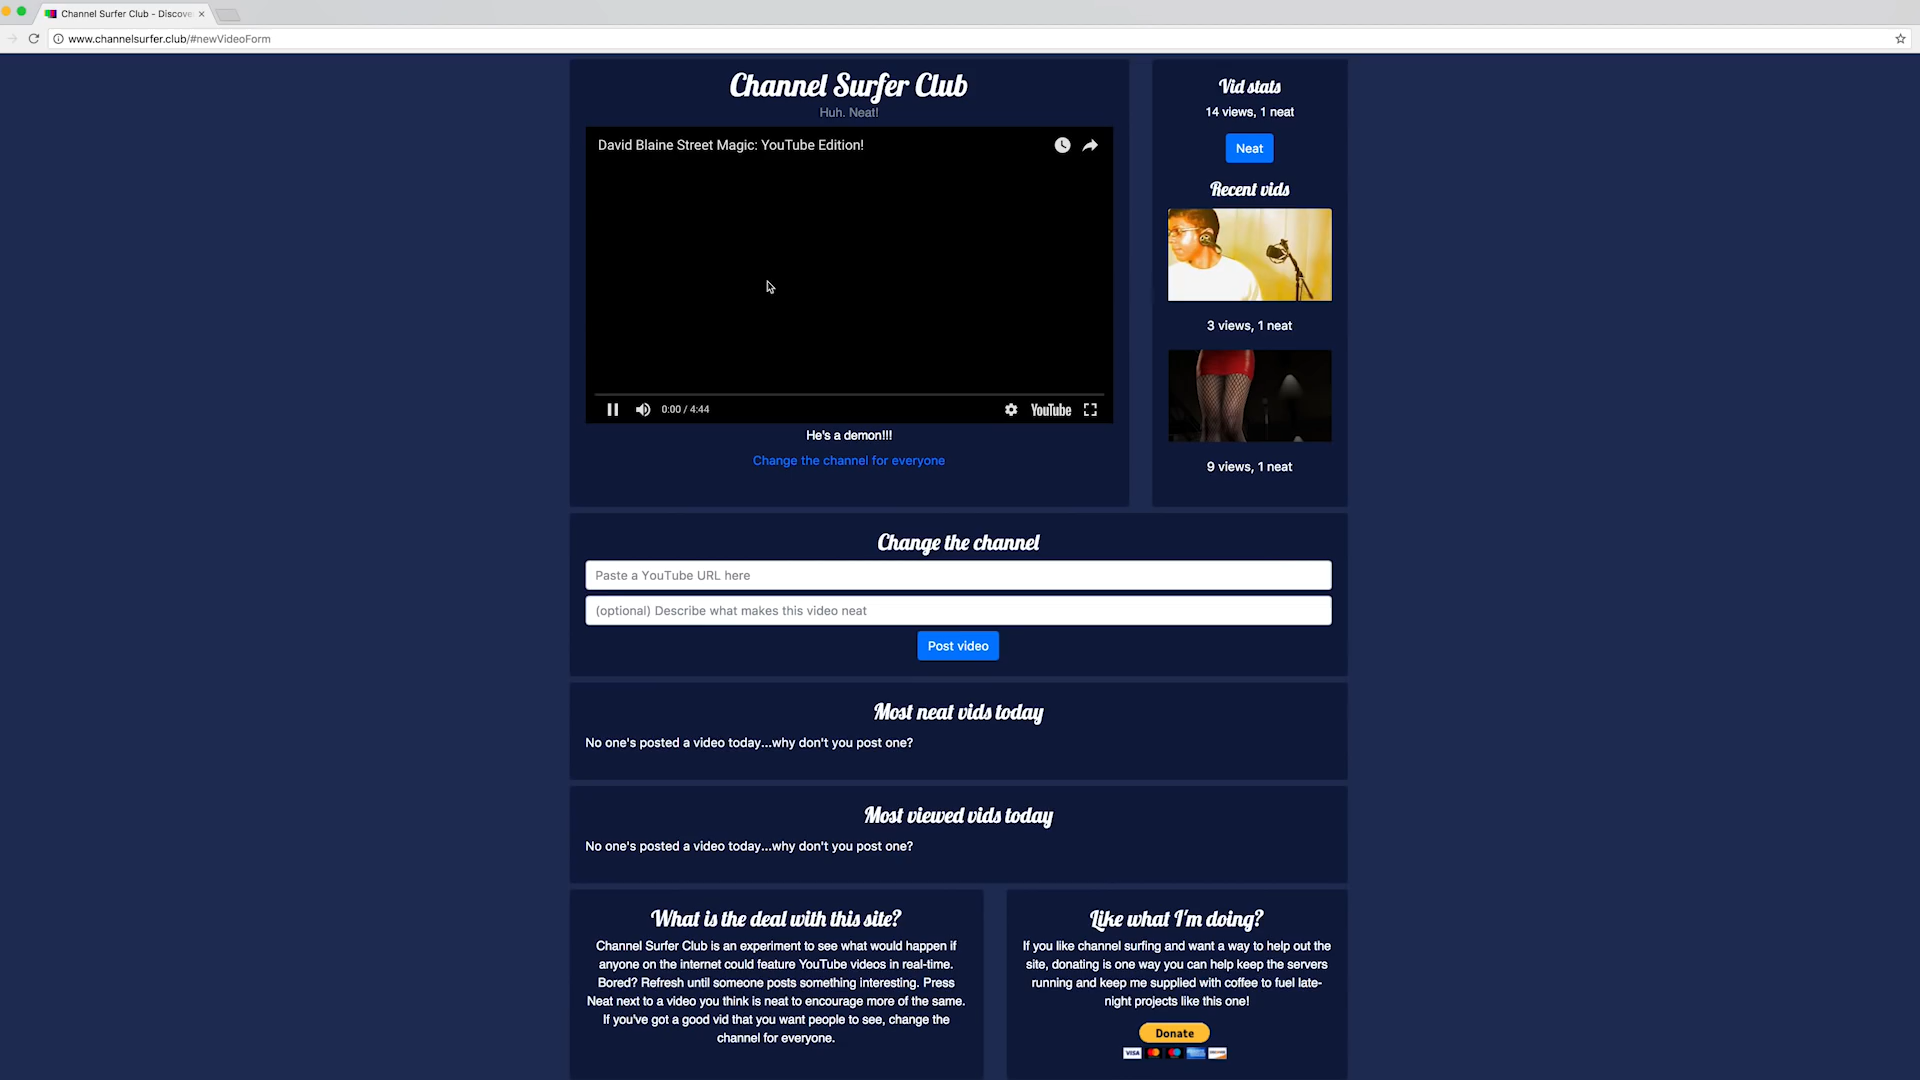 Channel Surfer Club - Discove
www.channelsurfer.club/#newVideoForm
Channel Surfer Club
Huh. Neat!
David Blaine Street Magic: YouTube Edition!
0:00 / 4:44
YouTube
He's a demon!!!
Change the channel for everyone
Vid stats
14 views, 1 neat
Neat
Recent vids
3 views, 1 neat
9 views, 1 neat
Change the channel
Paste a YouTube URL here
(optional) Describe what makes this video neat
Post video
Most neat vids today
No one's posted a video today...why don't you post one?
Most viewed vids today
No one's posted a video today...why don't you post one?
What is the deal with this site?
Channel Surfer Club is an experiment to see what would happen if
anyone on the internet could feature YouTube videos in real-time.
Bored? Refresh until someone posts something interesting. Press
Neat next to a video you think is neat to encourage more of the same.
If you've got a good vid that you want people to see, change the
channel for everyone.
Like what I'm doing?
If you like channel surfing and want a way to help out the
site, donating is one way you can help keep the servers
running and keep me supplied with coffee to fuel late-
night projects like this one!
Donate
VISA